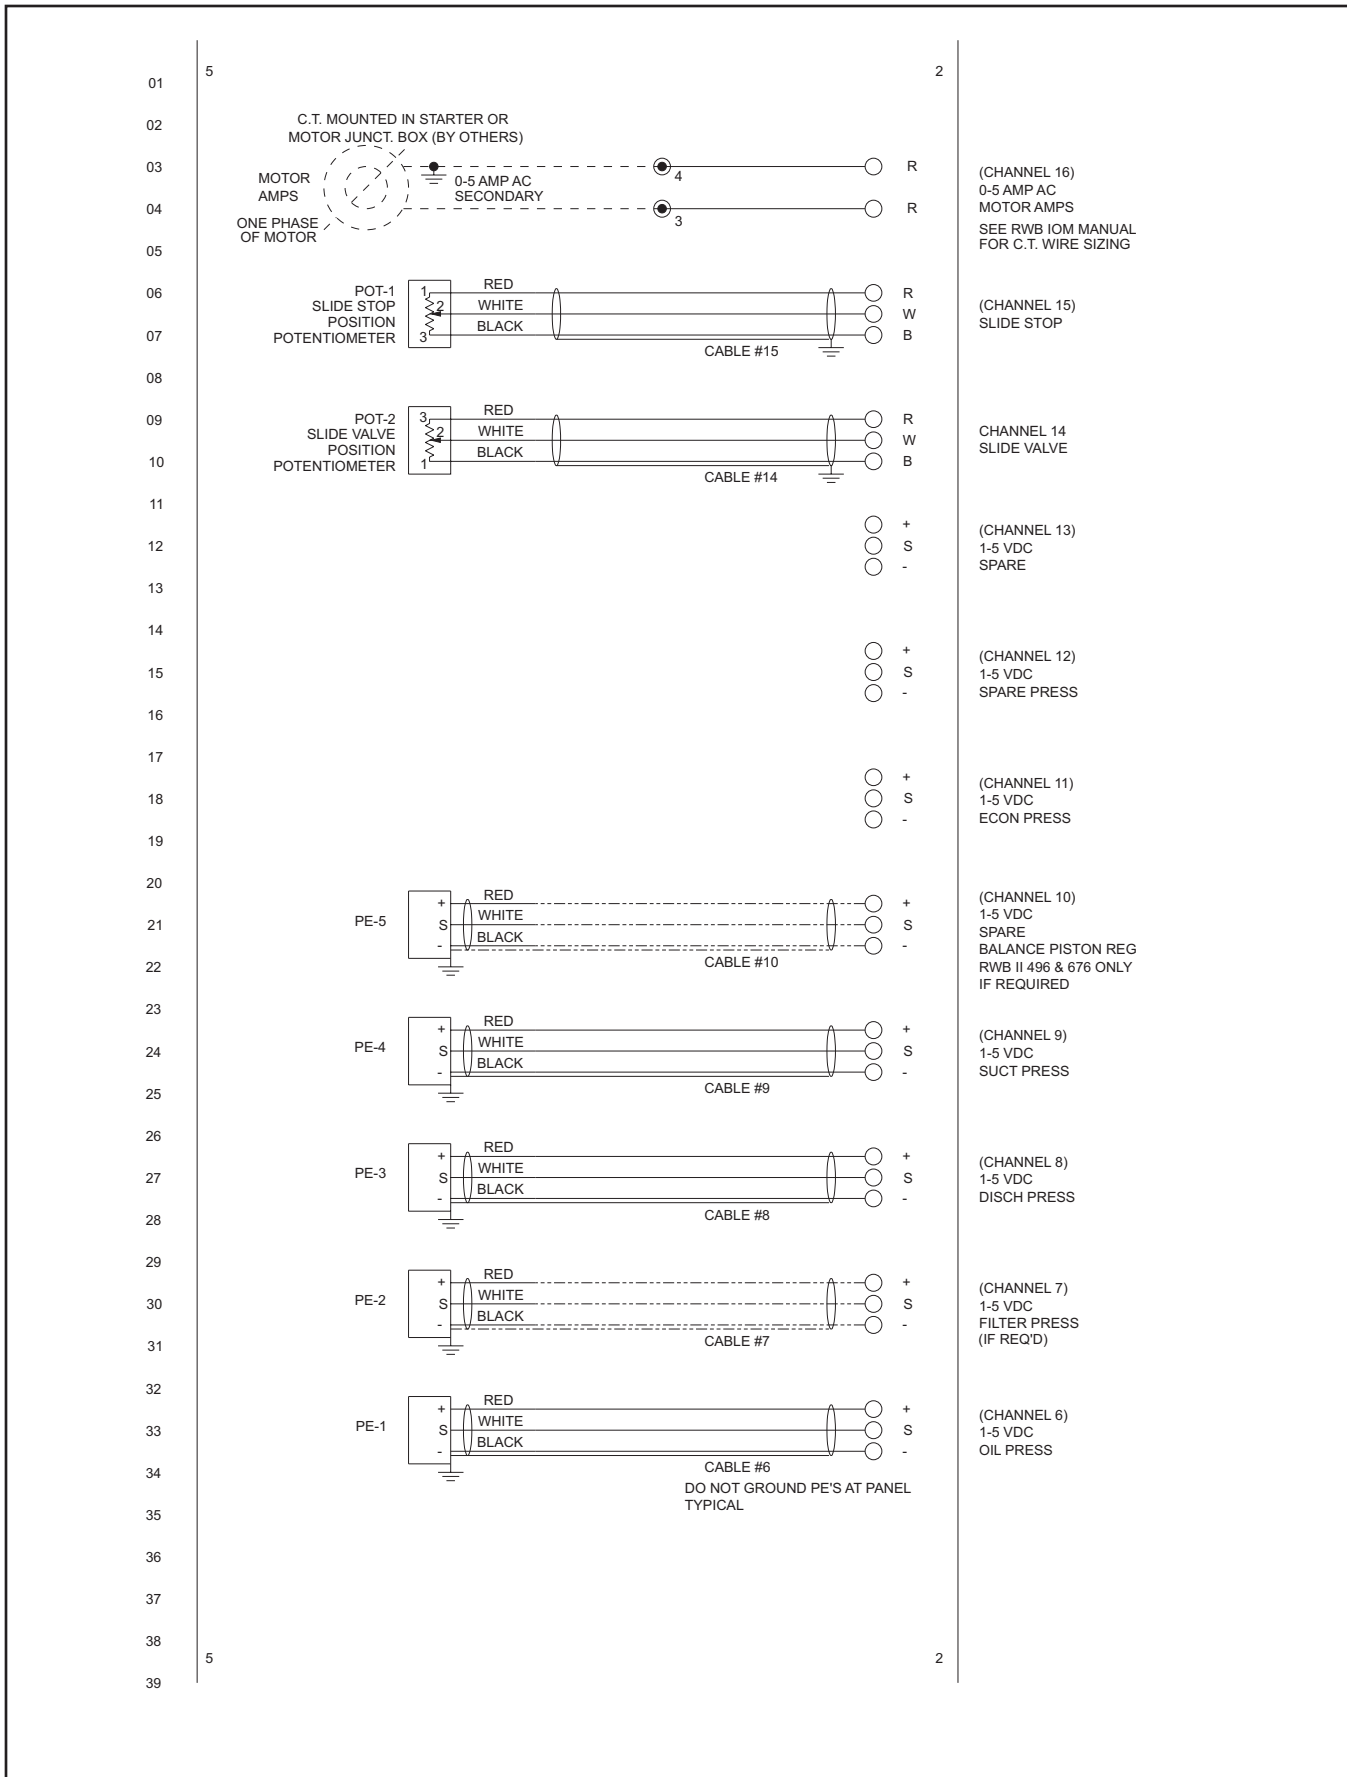 01
5
2
02
C.T. MOUNTED IN STARTER OR
MOTOR JUNCT. BOX (BY OTHERS)
03
MOTOR
AMPS
0-5 AMP AC
SECONDARY
4
R
(CHANNEL 16)
0-5 AMP AC
MOTOR AMPS
04
3
R
ONE PHASE
OF MOTOR
SEE RWB IOM MANUAL
FOR C.T. WIRE SIZING
05
06
POT-1
SLIDE STOP
POSITION
POTENTIOMETER
1
2
3
RED
WHITE
BLACK
R
W
B
(CHANNEL 15)
SLIDE STOP
07
CABLE #15
08
09
POT-2
SLIDE VALVE
POSITION
POTENTIOMETER
3
2
1
RED
WHITE
BLACK
R
W
B
CHANNEL 14
SLIDE VALVE
10
CABLE #14
11
12
+
S
-
(CHANNEL 13)
1-5 VDC
SPARE
13
14
15
+
S
-
(CHANNEL 12)
1-5 VDC
SPARE PRESS
16
17
18
+
S
-
(CHANNEL 11)
1-5 VDC
ECON PRESS
19
20
21
PE-5
+
S
-
RED
WHITE
BLACK
+
S
-
(CHANNEL 10)
1-5 VDC
SPARE
BALANCE PISTON REG
RWB II 496 & 676 ONLY
IF REQUIRED
22
CABLE #10
23
24
PE-4
+
S
-
RED
WHITE
BLACK
+
S
-
(CHANNEL 9)
1-5 VDC
SUCT PRESS
CABLE #9
25
26
27
PE-3
+
S
-
RED
WHITE
BLACK
+
S
-
(CHANNEL 8)
1-5 VDC
DISCH PRESS
CABLE #8
28
29
30
PE-2
+
S
-
RED
WHITE
BLACK
+
S
-
(CHANNEL 7)
1-5 VDC
FILTER PRESS
(IF REQ'D)
CABLE #7
31
32
33
PE-1
+
S
-
RED
WHITE
BLACK
+
S
-
(CHANNEL 6)
1-5 VDC
OIL PRESS
CABLE #6
34
DO NOT GROUND PE'S AT PANEL
TYPICAL
35
36
37
38
5
2
39